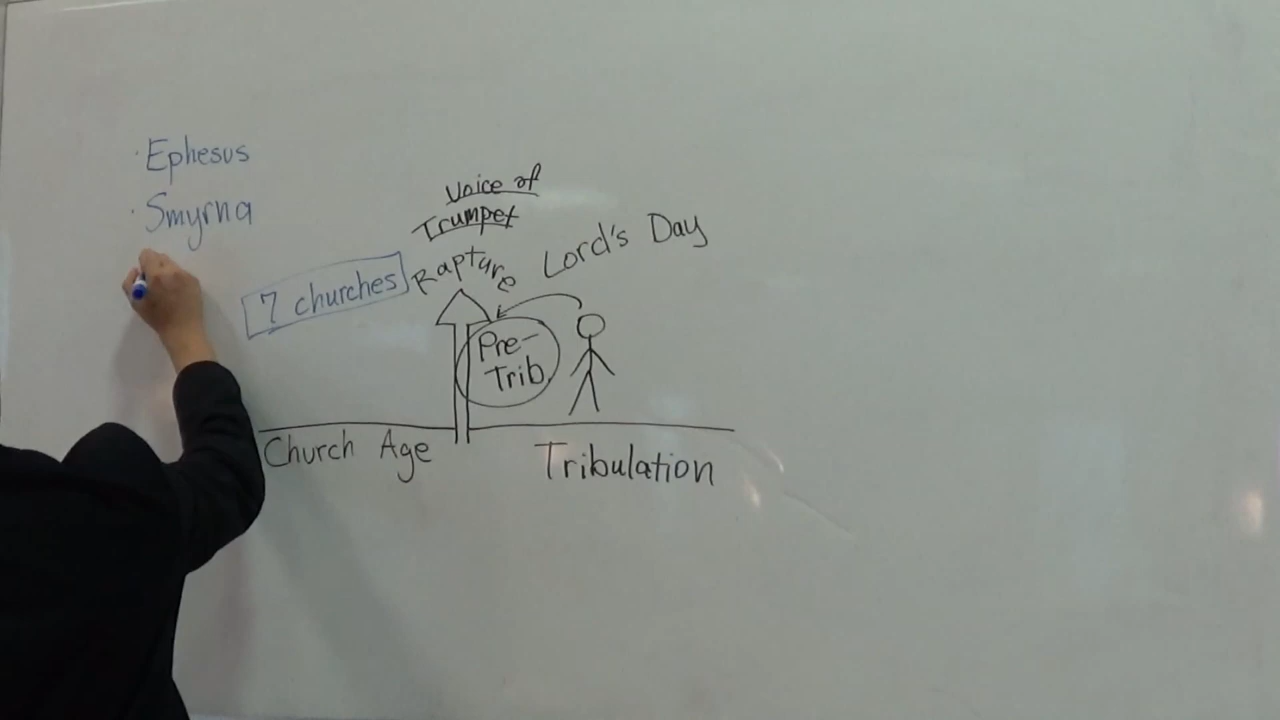 · Ephesus
· Smyrna
7 churches
Voice of
Trumpet
Rapture
Lord's Day
Pre-
Trib.
Church Age
Tribulation